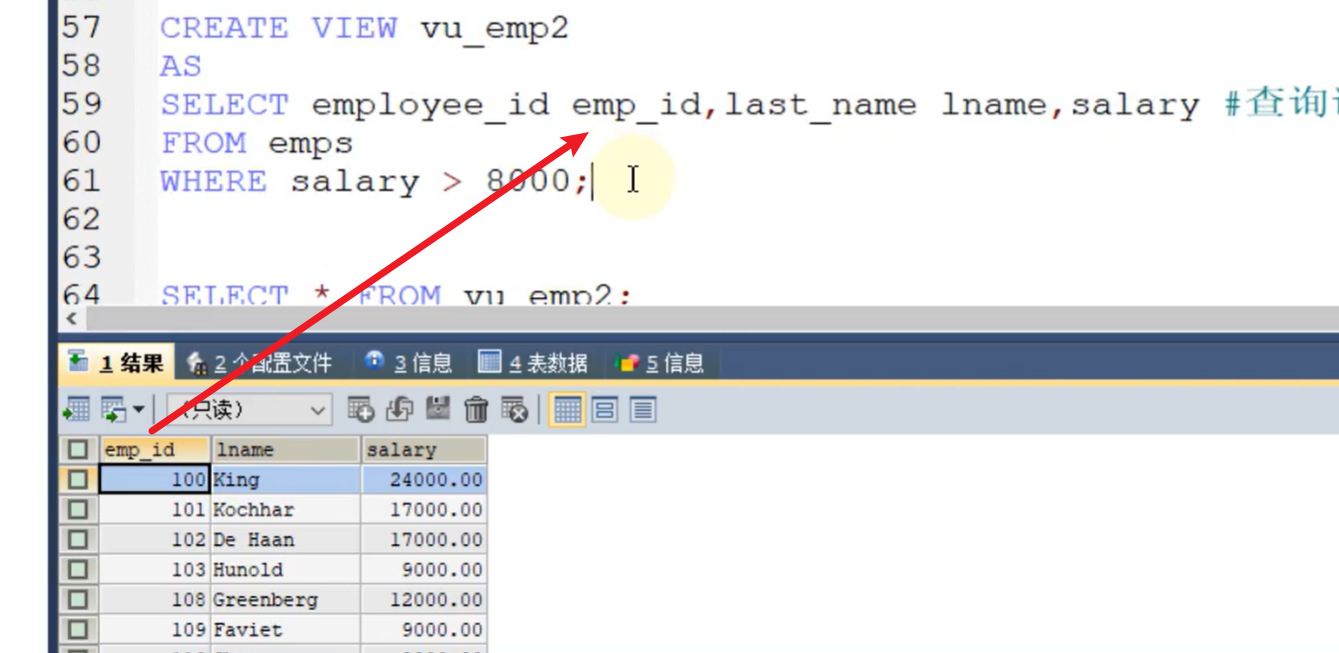 57 CREATE VIEW vu_emp2
58 AS
59 SELECT employee_id emp_id,last_name lname,salary #查询
60 FROM emps
61 WHERE salary > 8000;
62
63
64 SELECT * FROM vu_emp2;
1 结果 2 个配置文件 3 信息 4 表数据 5 信息
(只读)
emp_id lname salary
100 King 24000.00
101 Kochhar 17000.00
102 De Haan 17000.00
103 Hunold 9000.00
108 Greenberg 12000.00
109 Faviet 9000.00